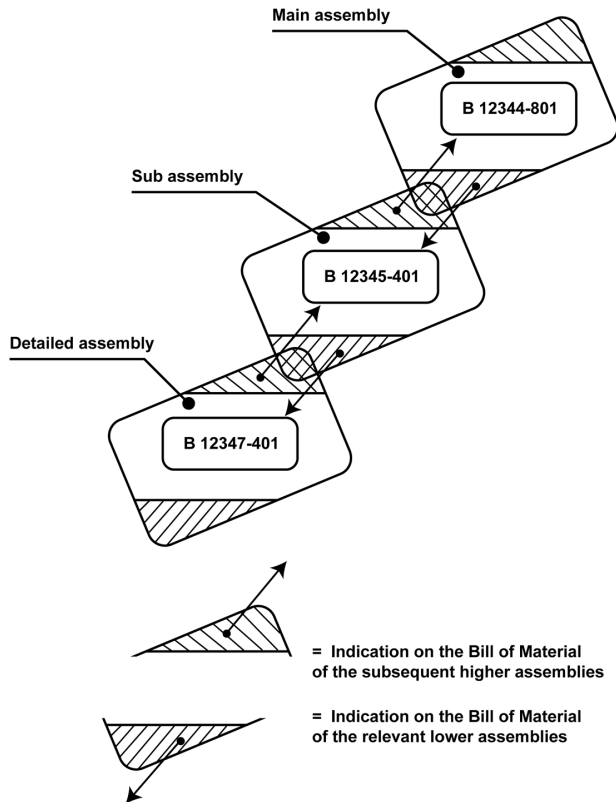 Main assembly
B 12344-801
Sub assembly
B 12345-401
Detailed assembly
B 12347-401
= Indication on the Bill of Material
of the subsequent higher assemblies
= Indication on the Bill of Material
of the relevant lower assemblies